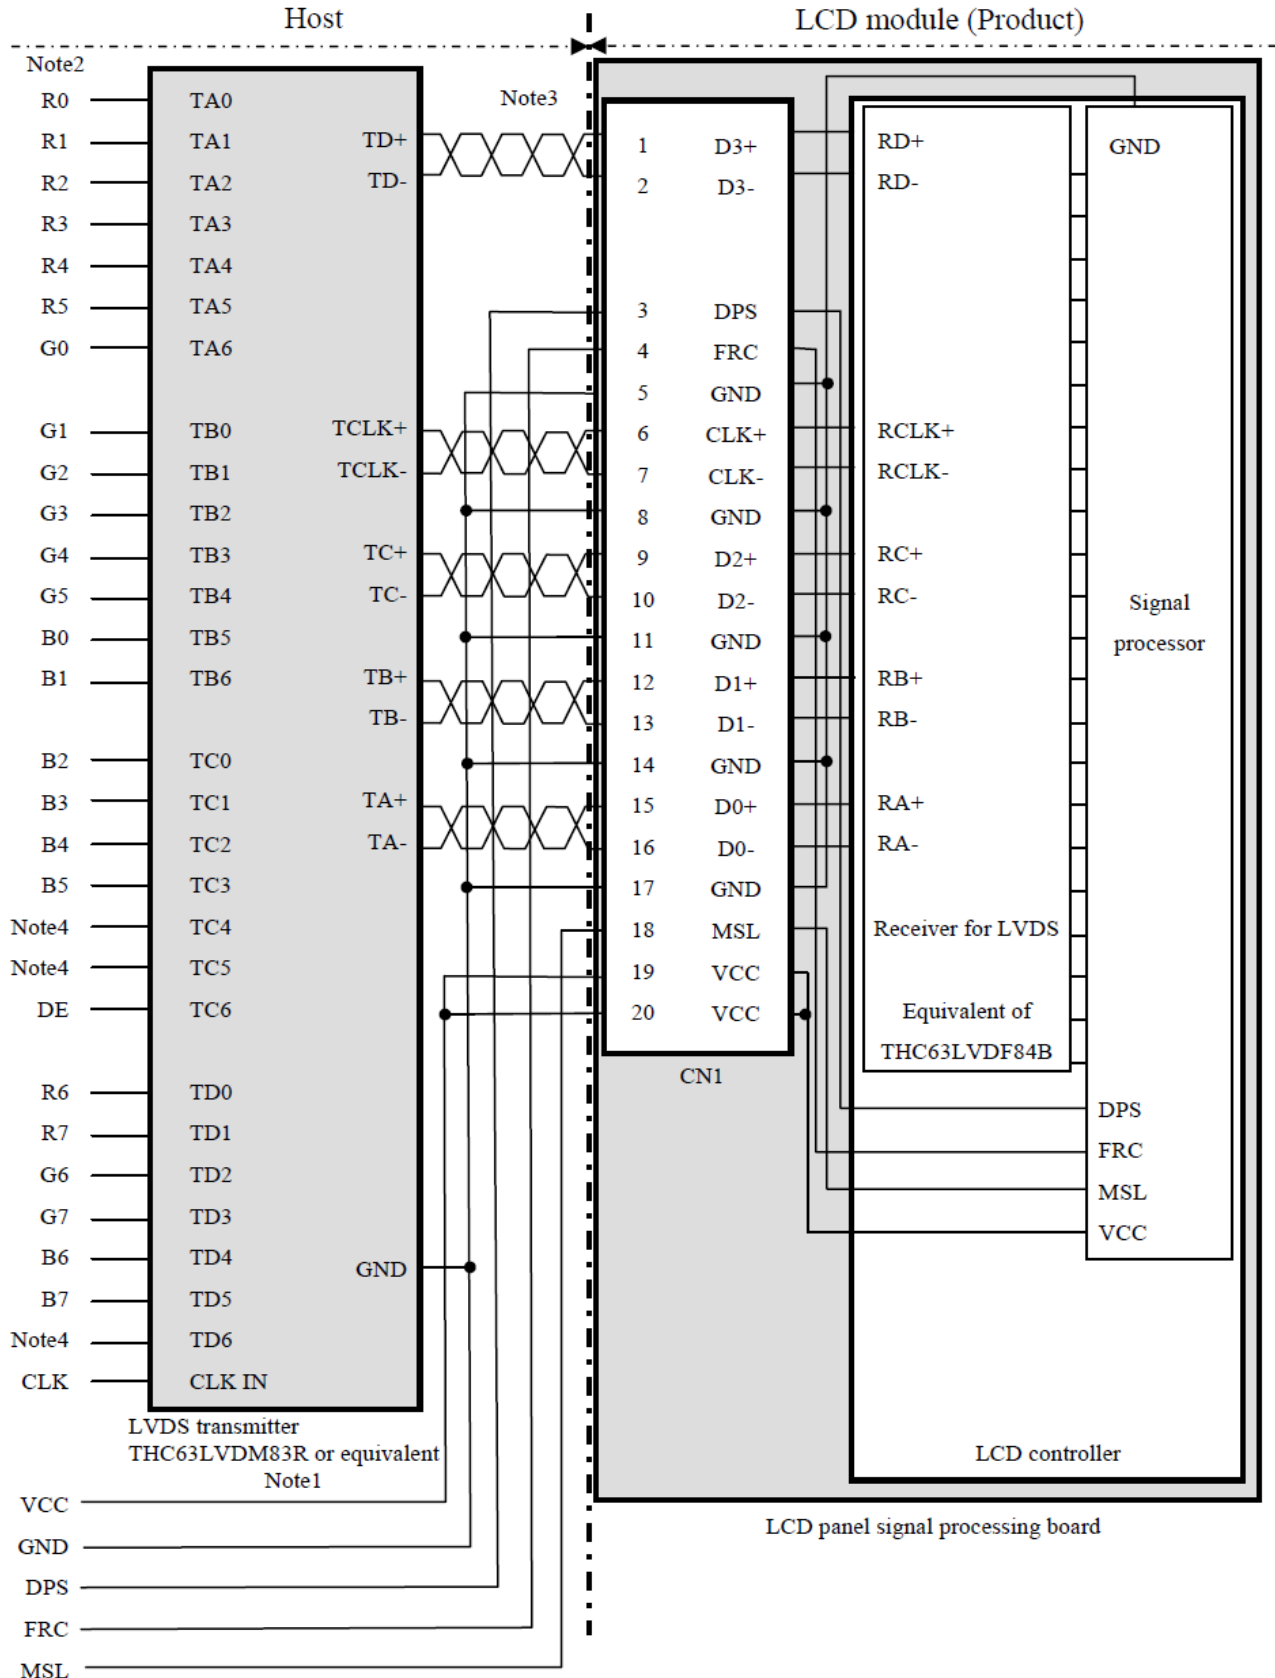 Host
LCD module (Product)
Note2
Note3
R0 TA0
R1 TA1 TD+
R2 TA2 TD-
R3 TA3
R4 TA4
R5 TA5
G0 TA6
G1 TB0 TCLK+
G2 TB1 TCLK-
G3 TB2
G4 TB3 TC+
G5 TB4 TC-
B0 TB5
B1 TB6 TB+
TB-
B2 TC0
B3 TC1 TA+
B4 TC2 TA-
B5 TC3
Note4 TC4
Note4 TC5
DE TC6
R6 TD0
R7 TD1
G6 TD2
G7 TD3
B6 TD4 GND
B7 TD5
Note4 TD6
CLK CLK IN
LVDS transmitter
THC63LVDM83R or equivalent
Note1
VCC
GND
DPS
FRC
MSL
1 D3+
2 D3-
3 DPS
4 FRC
5 GND
6 CLK+
7 CLK-
8 GND
9 D2+
10 D2-
11 GND
12 D1+
13 D1-
14 GND
15 D0+
16 D0-
17 GND
18 MSL
19 VCC
20 VCC
CN1
RD+
RD-
RCLK+
RCLK-
RC+
RC-
RB+
RB-
RA+
RA-
Receiver for LVDS
Equivalent of
THC63LVDF84B
GND
Signal
processor
DPS
FRC
MSL
VCC
LCD controller
LCD panel signal processing board